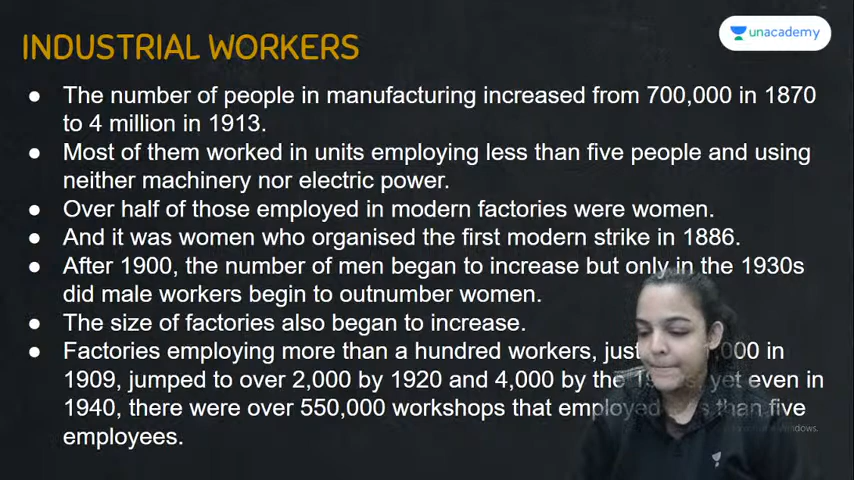 INDUSTRIAL WORKERS
unacademy
● The number of people in manufacturing increased from 700,000 in 1870
to 4 million in 1913.
● Most of them worked in units employing less than five people and using
neither machinery nor electric power.
● Over half of those employed in modern factories were women.
● And it was women who organised the first modern strike in 1886.
● After 1900, the number of men began to increase but only in the 1930s
did male workers begin to outnumber women.
● The size of factories also began to increase.
● Factories employing more than a hundred workers, just 000 in
1909, jumped to over 2,000 by 1920 and 4,000 by the yet even in
1940, there were over 550,000 workshops that employed than five
employees.